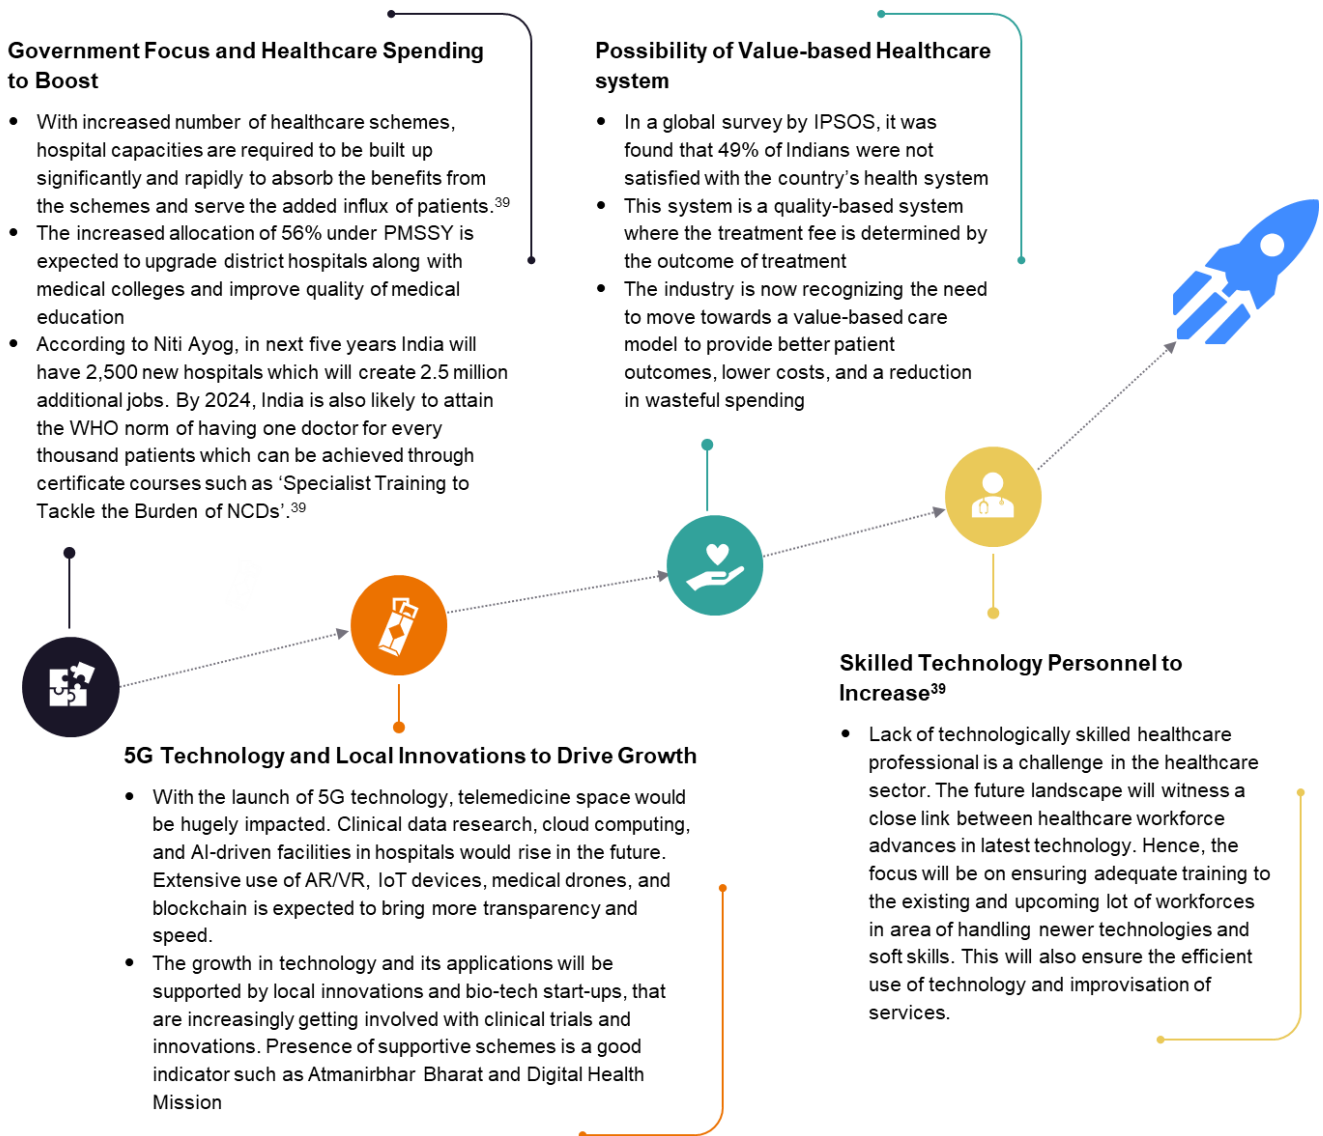 Government Focus and Healthcare Spending
to Boost
• With increased number of healthcare schemes,
hospital capacities are required to be built up
significantly and rapidly to absorb the benefits from
the schemes and serve the added influx of patients.39
• The increased allocation of 56% under PMSSY is
expected to upgrade district hospitals along with
medical colleges and improve quality of medical
education
• According to Niti Ayog, in next five years India will
have 2,500 new hospitals which will create 2.5 million
additional jobs. By 2024, India is also likely to attain
the WHO norm of having one doctor for every
thousand patients which can be achieved through
certificate courses such as ‘Specialist Training to
Tackle the Burden of NCDs’.39
Possibility of Value-based Healthcare
system
• In a global survey by IPSOS, it was
found that 49% of Indians were not
satisfied with the country’s health system
• This system is a quality-based system
where the treatment fee is determined by
the outcome of treatment
• The industry is now recognizing the need
to move towards a value-based care
model to provide better patient
outcomes, lower costs, and a reduction
in wasteful spending
5G Technology and Local Innovations to Drive Growth
• With the launch of 5G technology, telemedicine space would
be hugely impacted. Clinical data research, cloud computing,
and AI-driven facilities in hospitals would rise in the future.
Extensive use of AR/VR, IoT devices, medical drones, and
blockchain is expected to bring more transparency and
speed.
• The growth in technology and its applications will be
supported by local innovations and bio-tech start-ups, that
are increasingly getting involved with clinical trials and
innovations. Presence of supportive schemes is a good
indicator such as Atmanirbhar Bharat and Digital Health
Mission
Skilled Technology Personnel to
Increase39
• Lack of technologically skilled healthcare
professional is a challenge in the healthcare
sector. The future landscape will witness a
close link between healthcare workforce
advances in latest technology. Hence, the
focus will be on ensuring adequate training to
the existing and upcoming lot of workforces
in area of handling newer technologies and
soft skills. This will also ensure the efficient
use of technology and improvisation of
services.